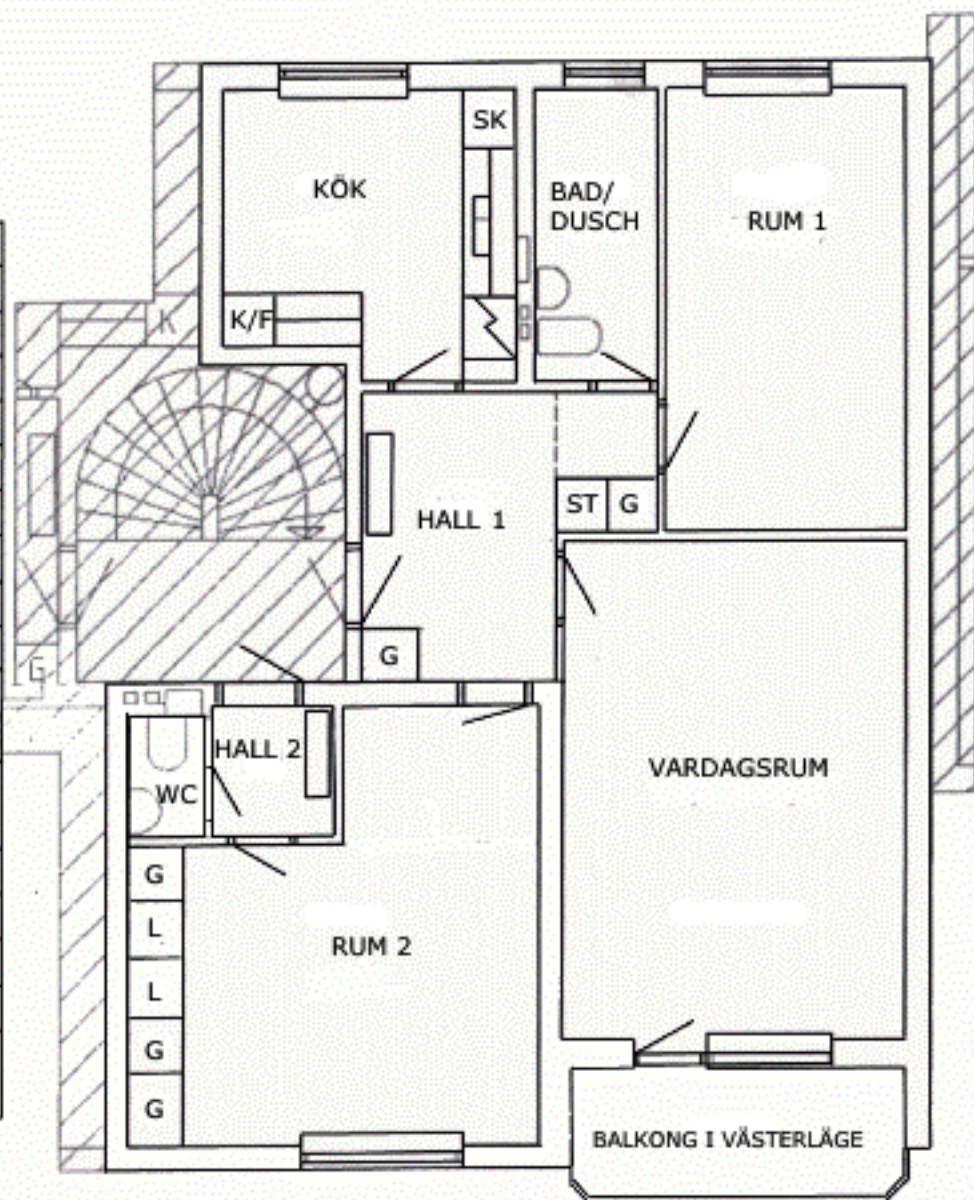 SK
KÖK
BAD/
DUSCH
RUM 1
K/F
K
ST
G
HALL 1
G
G
HALL 2
WC
VARDAGSRUM
G
L
L
G
G
RUM 2
BALKONG I VÄSTERLÄGE